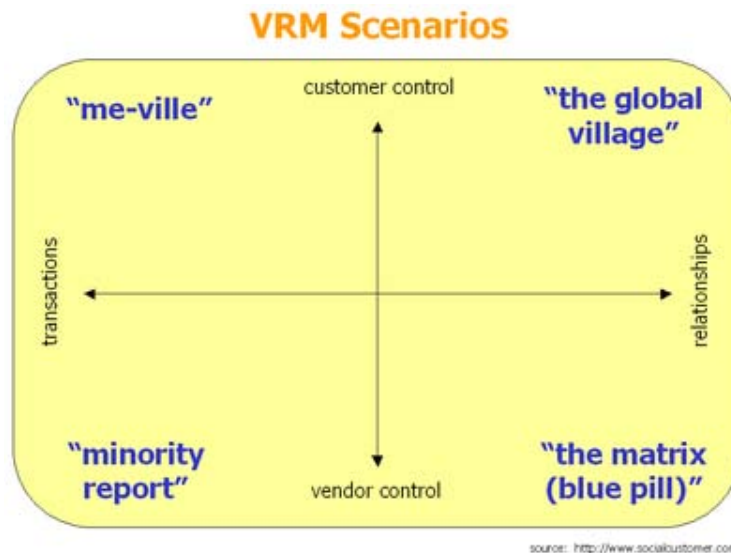 VRM Scenarios
"me-ville"
customer control
"the global
village"
transactions
relationships
"minority
report"
vendor control
"the matrix
(blue pill)"
source: http://www.socialcustomer.com